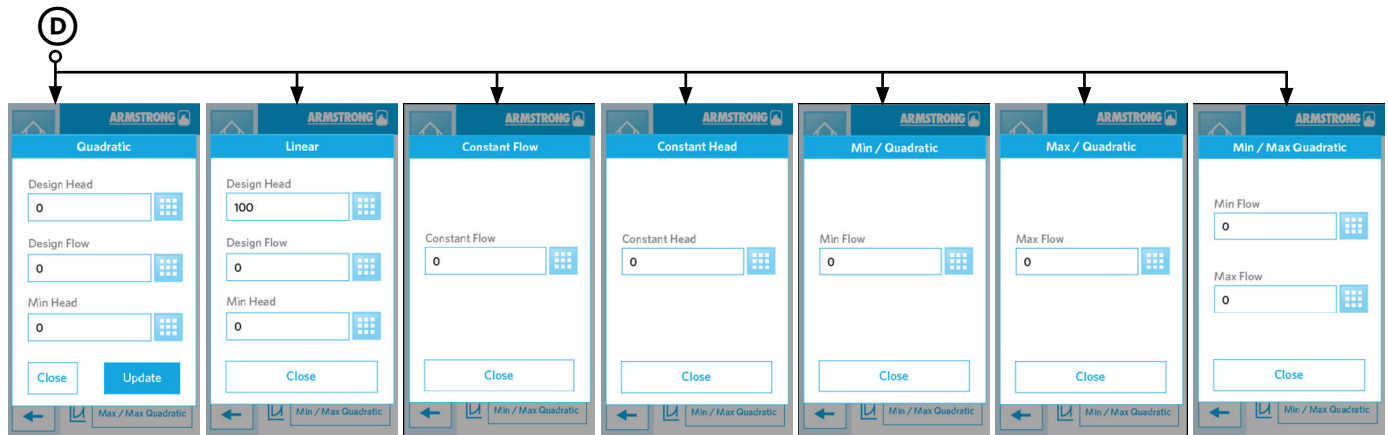 D
ARMSTRONG
Quadratic
Design Head
0
Design Flow
0
Min Head
0
Close
Update
Max / Max Quadratic
ARMSTRONG
Linear
Design Head
100
Design Flow
0
Min Head
0
Close
Min / Max Quadratic
ARMSTRONG
Constant Flow
Constant Flow
0
Close
Min / Max Quadratic
ARMSTRONG
Constant Head
Constant Head
0
Close
Min / Max Quadratic
ARMSTRONG
Min / Quadratic
Min Flow
0
Close
Min / Max Quadratic
ARMSTRONG
Max / Quadratic
Max Flow
0
Close
Min / Max Quadratic
ARMSTRONG
Min / Max Quadratic
Min Flow
0
Max Flow
0
Close
Min / Max Quadratic